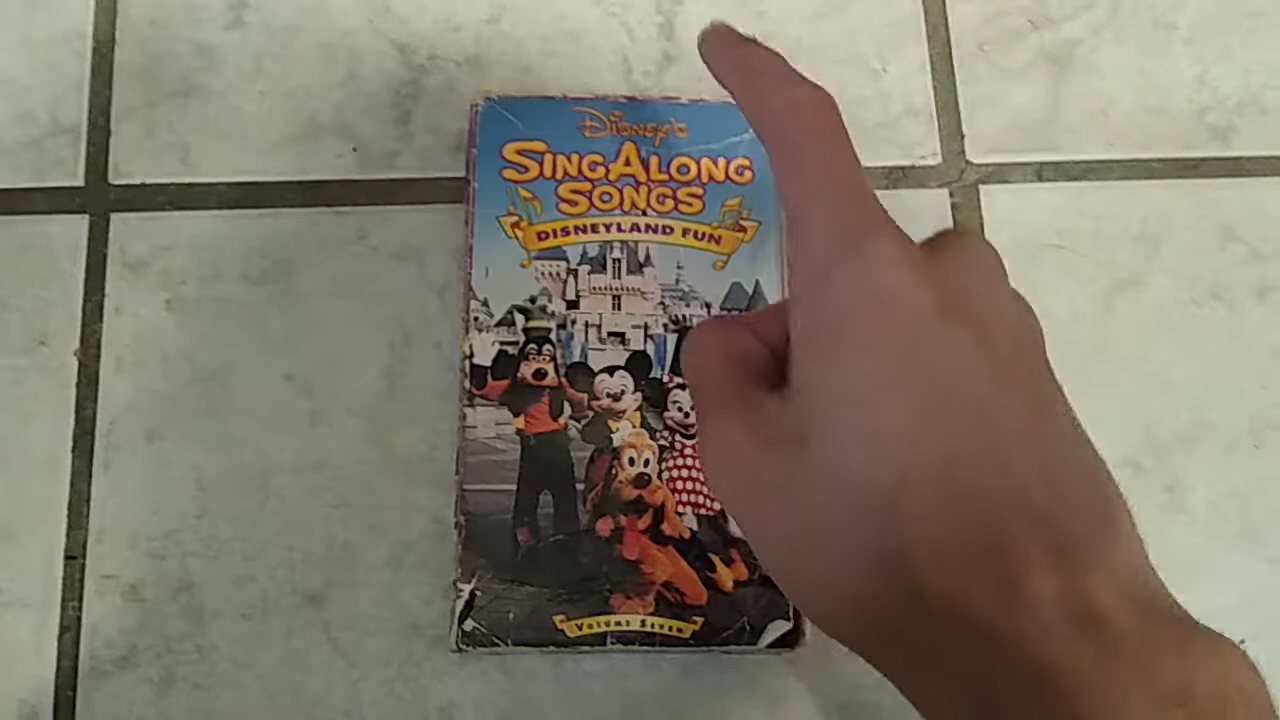 Disney's
Sing Along
Songs
Disneyland Fun
Volume Seven